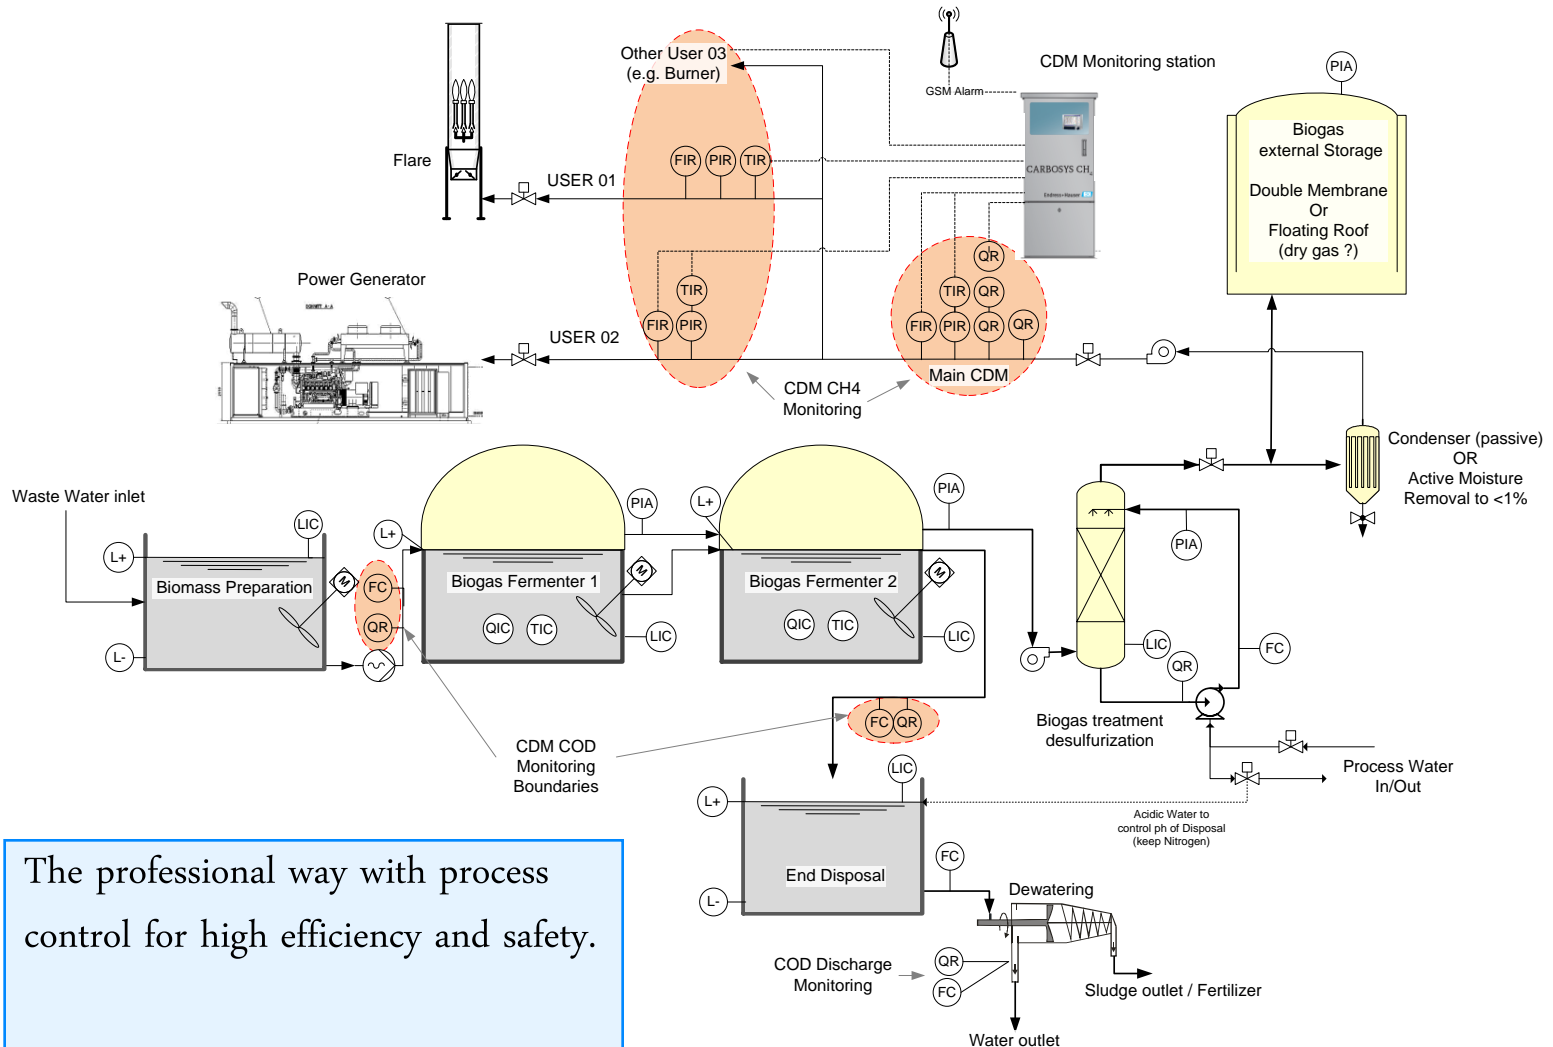 Other User 03
(e.g. Burner)
GSM Alarm
CDM Monitoring station
PIA
Biogas
external Storage
Double Membrane
Or
Floating Roof
(dry gas ?)
CARBOSYS CH4
Endress+Hauser
Flare
USER 01
FIR
PIR
TIR
Power Generator
USER 02
TIR
FIR
PIR
QR
TIR
QR
FIR
PIR
QR
QR
Main CDM
CDM CH4
Monitoring
Condenser (passive)
OR
Active Moisture
Removal to <1%
Waste Water inlet
LIC
L+
Biomass Preparation
M
L-
FC
QR
L+
PIA
Biogas Fermenter 1
M
QIC
TIC
LIC
L+
PIA
Biogas Fermenter 2
M
QIC
TIC
LIC
PIA
LIC
QR
FC
Biogas treatment
desulfurization
Process Water
In/Out
CDM COD
Monitoring
Boundaries
FC
QR
LIC
L+
End Disposal
L-
Acidic Water to
control ph of Disposal
(keep Nitrogen)
FC
Dewatering
COD Discharge
Monitoring
QR
FC
Sludge outlet / Fertilizer
Water outlet
The professional way with process
control for high efficiency and safety.